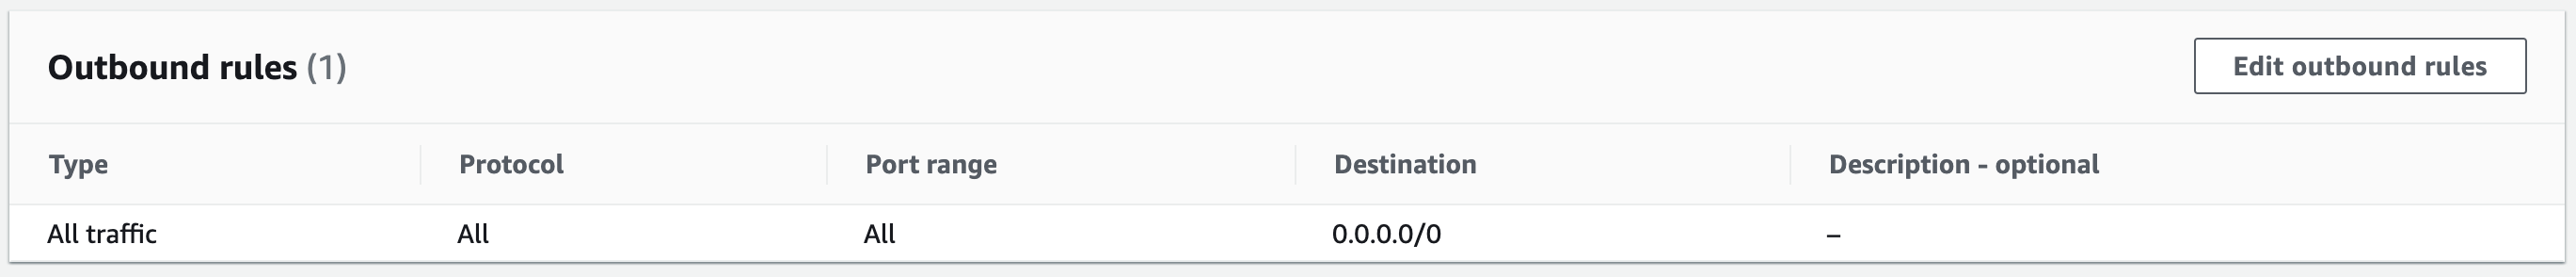 Outbound rules (1)
Edit outbound rules
Type Protocol Port range Destination Description - optional
All traffic All All 0.0.0.0/0 –